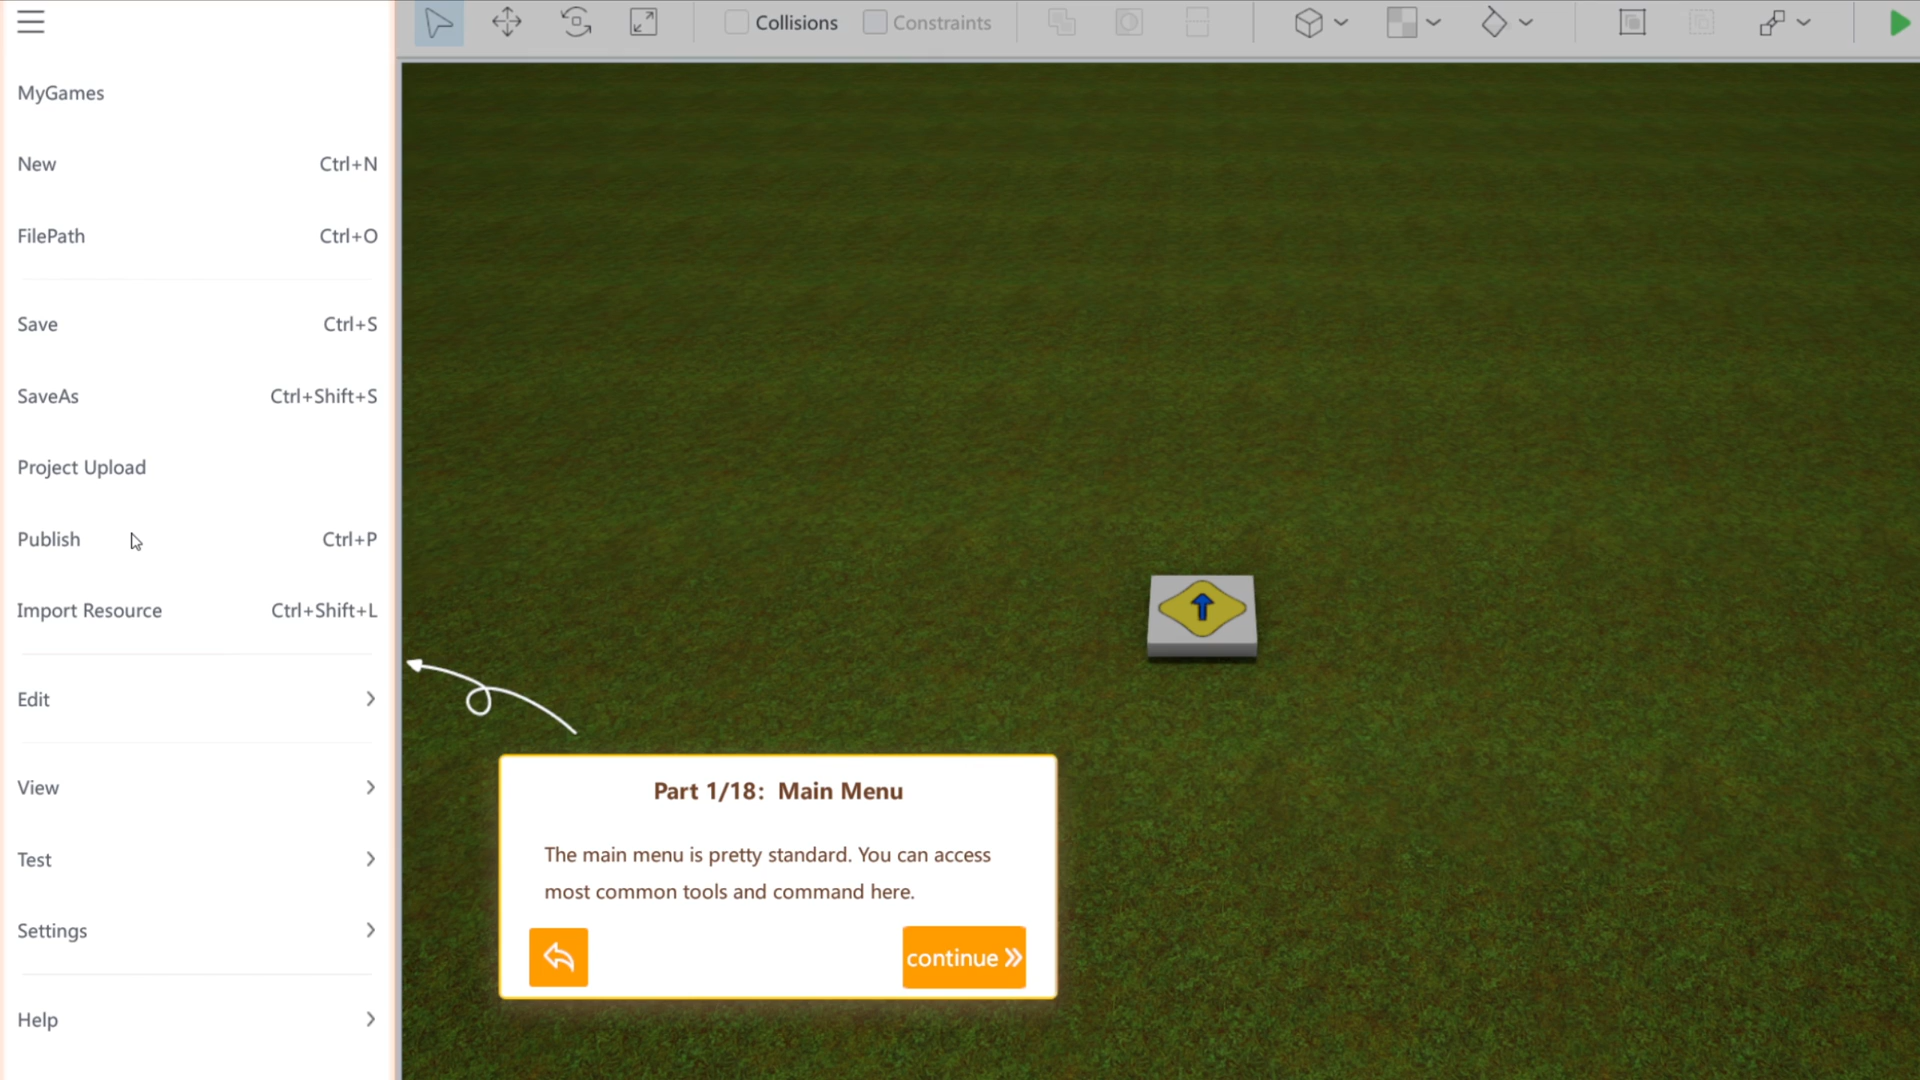 Collisions
Constraints
MyGames
New Ctrl+N
FilePath Ctrl+O
Save Ctrl+S
SaveAs Ctrl+Shift+S
Project Upload
Publish Ctrl+P
Import Resource Ctrl+Shift+L
Edit
View
Test
Settings
Help
Part 1/18: Main Menu
The main menu is pretty standard. You can access
most common tools and command here.
continue